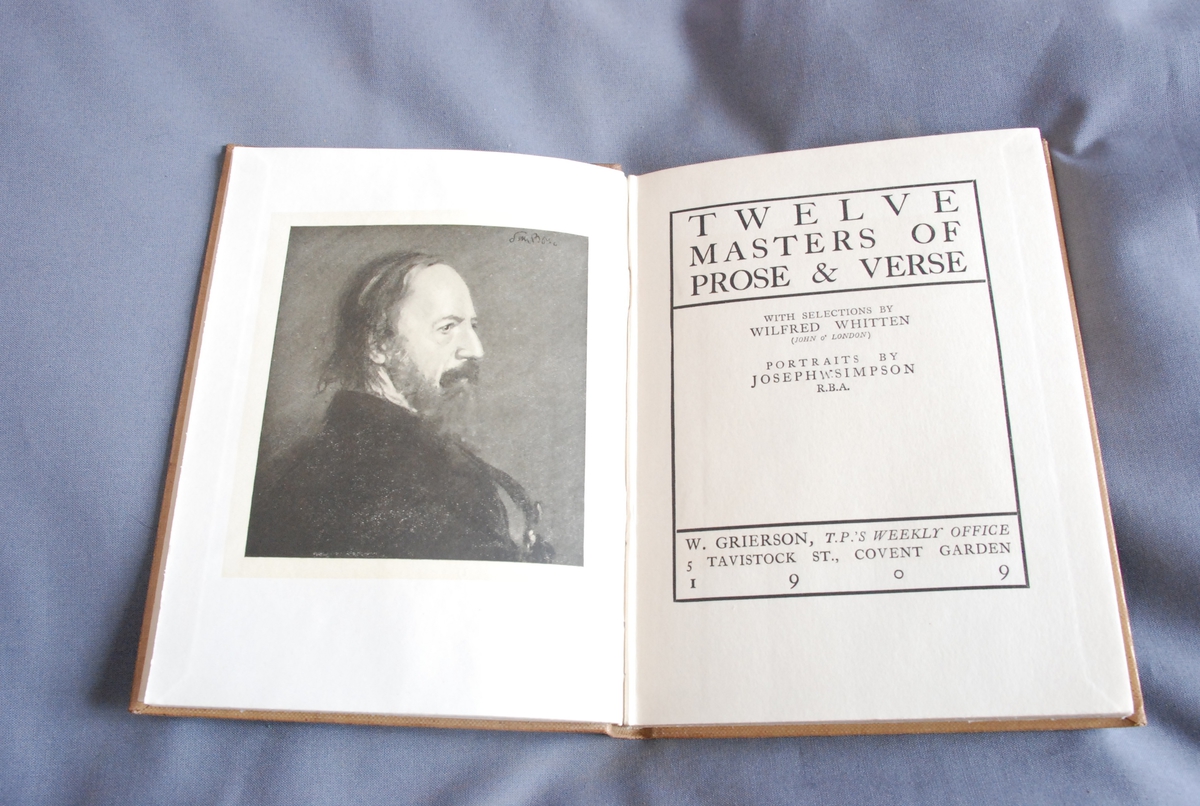 TWELVE
MASTERS OF
PROSE & VERSE
WITH SELECTIONS BY
WILFRED WHITTEN
(JOHN O' LONDON)
PORTRAITS BY
JOSEPH W. SIMPSON
R.B.A.
W. GRIERSON, T.P.'S WEEKLY OFFICE
5 TAVISTOCK ST., COVENT GARDEN
1 9 0 9